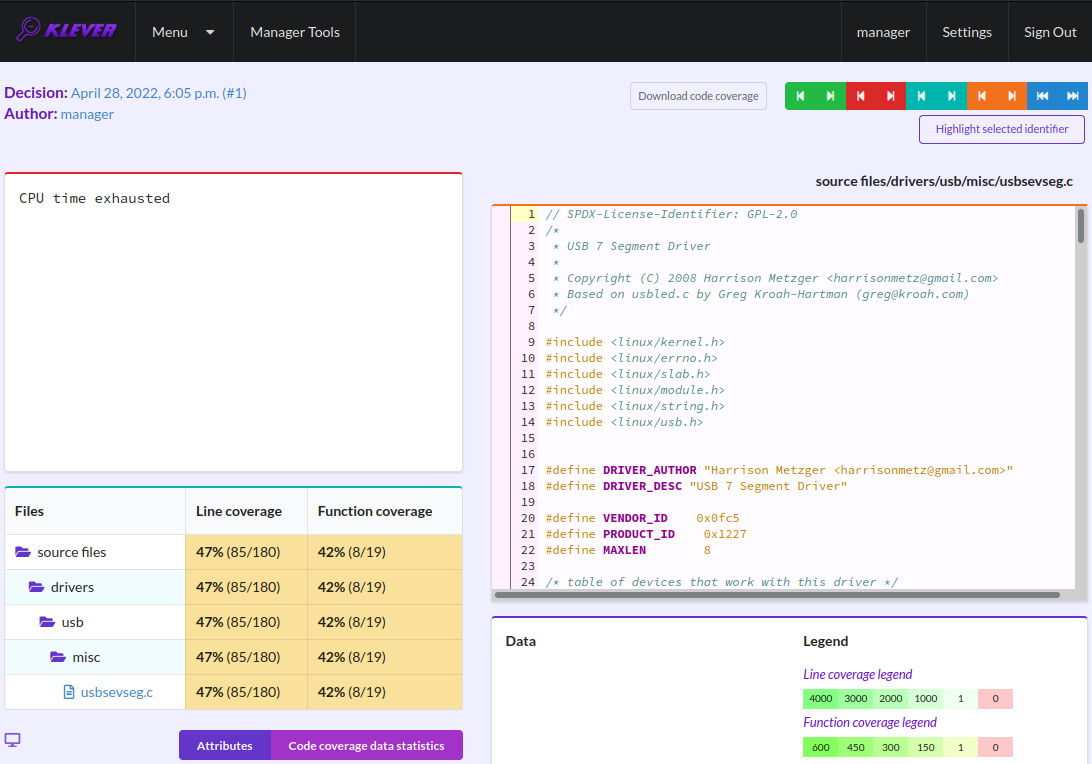 KLEVER Menu Manager Tools manager Settings Sign Out
Decision: April 28, 2022, 6:05 p.m. (#1)
Author: manager
Download code coverage
Highlight selected identifier
CPU time exhausted
Files Line coverage Function coverage
source files 47% (85/180) 42% (8/19)
drivers 47% (85/180) 42% (8/19)
usb 47% (85/180) 42% (8/19)
misc 47% (85/180) 42% (8/19)
usbsevseg.c 47% (85/180) 42% (8/19)
Attributes Code coverage data statistics
source files/drivers/usb/misc/usbsevseg.c
1 // SPDX-License-Identifier: GPL-2.0
2 /*
3 * USB 7 Segment Driver
4 *
5 * Copyright (C) 2008 Harrison Metzger <harrisonmetz@gmail.com>
6 * Based on usbled.c by Greg Kroah-Hartman (greg@kroah.com)
7 */
8
9 #include <linux/kernel.h>
10 #include <linux/errno.h>
11 #include <linux/slab.h>
12 #include <linux/module.h>
13 #include <linux/string.h>
14 #include <linux/usb.h>
15
16
17 #define DRIVER_AUTHOR "Harrison Metzger <harrisonmetz@gmail.com>"
18 #define DRIVER_DESC "USB 7 Segment Driver"
19
20 #define VENDOR_ID 0x0fc5
21 #define PRODUCT_ID 0x1227
22 #define MAXLEN 8
23
24 /* table of devices that work with this driver */
Data
Legend
Line coverage legend
4000 3000 2000 1000 1 0
Function coverage legend
600 450 300 150 1 0